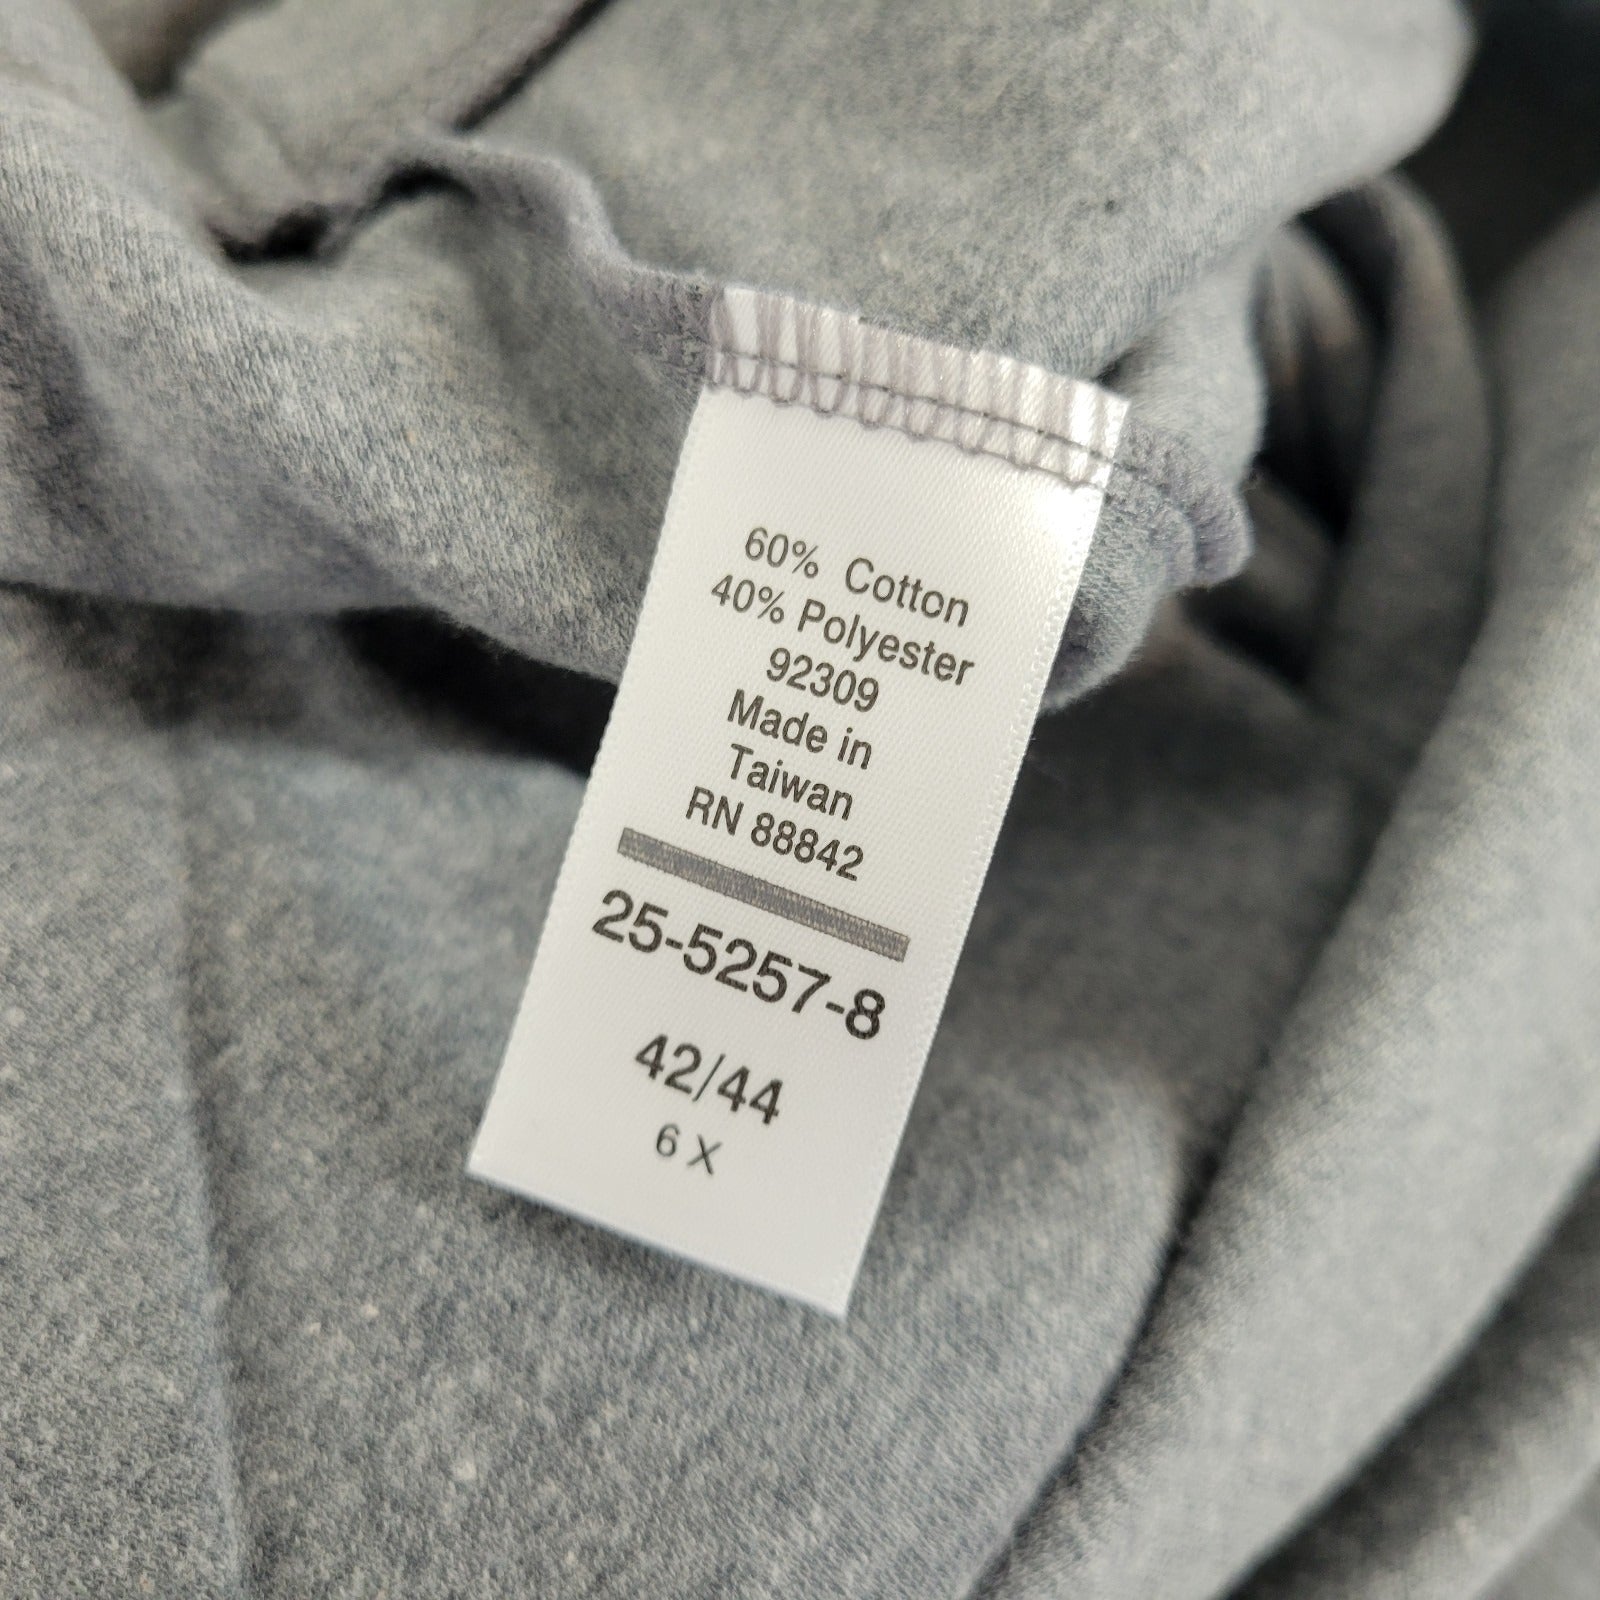 60% Cotton
40% Polyester
92309
Made in
Taiwan
RN 88842
25-5257-8
42/44
6 X